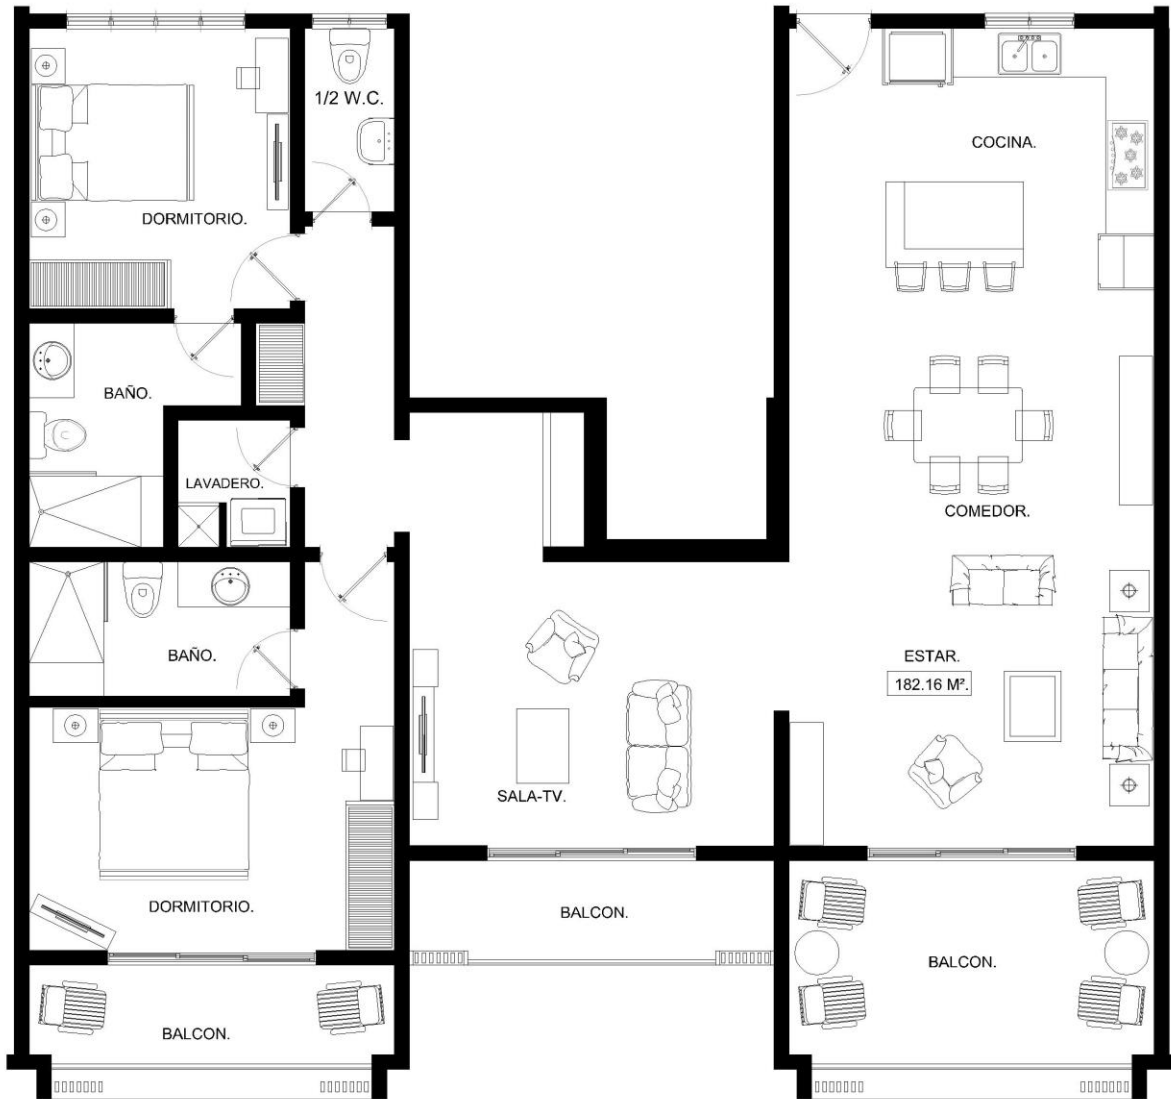 1/2 W.C.
COCINA.
DORMITORIO.
BAÑO.
LAVADERO.
COMEDOR.
BAÑO.
ESTAR.
182.16 M².
SALA-TV.
DORMITORIO.
BALCON.
BALCON.
BALCON.